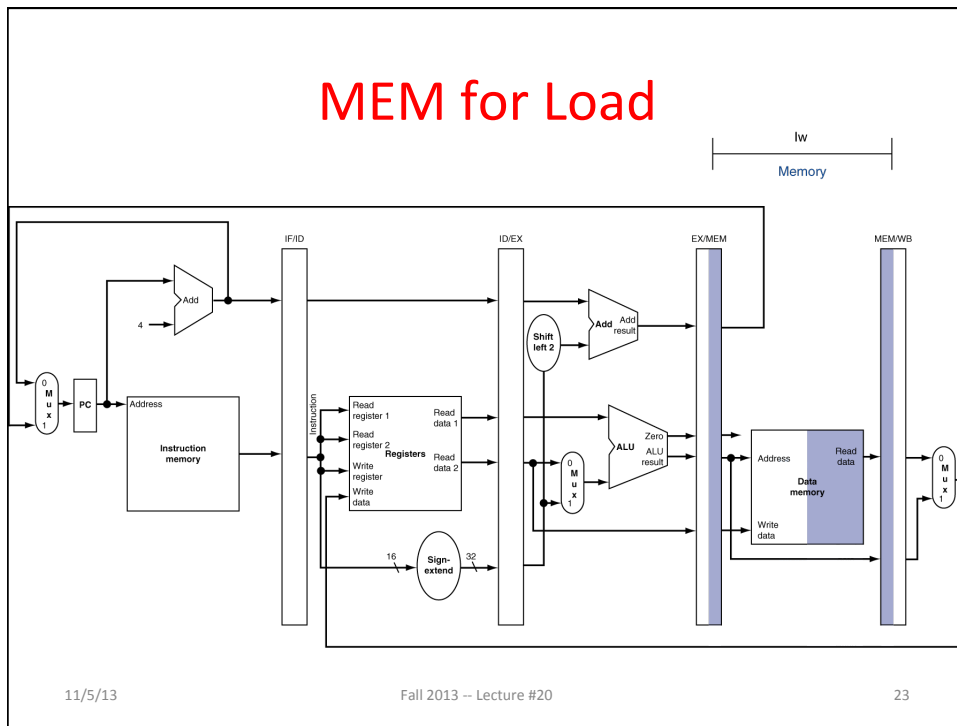 MEM for Load
lw
Memory
IF/ID
ID/EX
EX/MEM
MEM/WB
Add
4
Shift
left 2
Add
Add
result
0
M
u
x
1
PC
Address
Instruction
memory
Instruction
Read
register 1
Read
register 2
Write
register
Write
data
Registers
Read
data 1
Read
data 2
0
M
u
x
1
Zero
ALU
ALU
result
Address
Write
data
Data
memory
Read
data
0
M
u
x
1
16
Sign-
extend
32
11/5/13
Fall 2013 -- Lecture #20
23